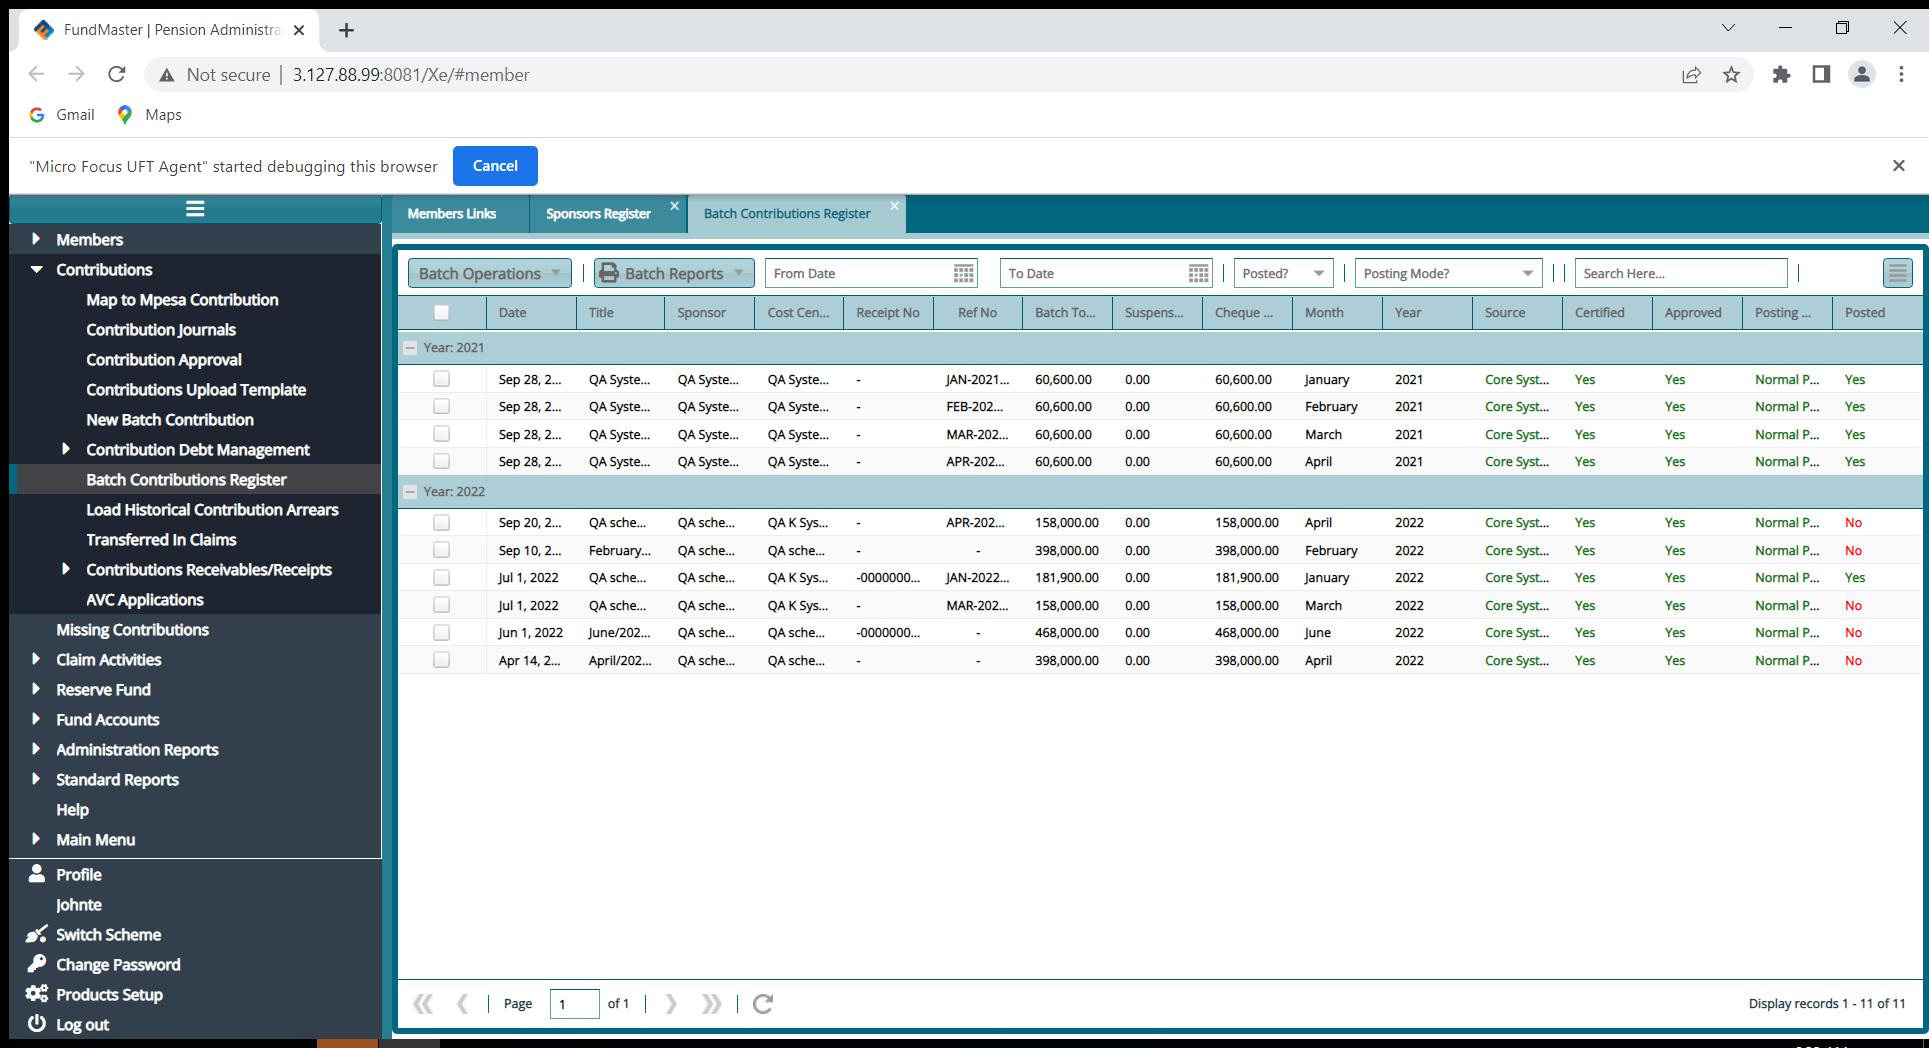 FundMaster | Pension Administra
Not secure | 3.127.88.99:8081/Xe/#member
Gmail Maps
"Micro Focus UFT Agent" started debugging this browser Cancel
Members Links Sponsors Register Batch Contributions Register
Members
Contributions
Map to Mpesa Contribution
Contribution Journals
Contribution Approval
Contributions Upload Template
New Batch Contribution
Contribution Debt Management
Batch Contributions Register
Load Historical Contribution Arrears
Transferred In Claims
Contributions Receivables/Receipts
AVC Applications
Missing Contributions
Claim Activities
Reserve Fund
Fund Accounts
Administration Reports
Standard Reports
Help
Main Menu
Profile
Johnte
Switch Scheme
Change Password
Products Setup
Log out
Batch Operations Batch Reports From Date To Date Posted? Posting Mode? Search Here...
Date Title Sponsor Cost Cen... Receipt No Ref No Batch To... Suspens... Cheque ... Month Year Source Certified Approved Posting ... Posted
Year: 2021
Sep 28, 2... QA Syste... QA Syste... QA Syste... - JAN-2021... 60,600.00 0.00 60,600.00 January 2021 Core Syst... Yes Yes Normal P... Yes
Sep 28, 2... QA Syste... QA Syste... QA Syste... - FEB-202... 60,600.00 0.00 60,600.00 February 2021 Core Syst... Yes Yes Normal P... Yes
Sep 28, 2... QA Syste... QA Syste... QA Syste... - MAR-202... 60,600.00 0.00 60,600.00 March 2021 Core Syst... Yes Yes Normal P... Yes
Sep 28, 2... QA Syste... QA Syste... QA Syste... - APR-202... 60,600.00 0.00 60,600.00 April 2021 Core Syst... Yes Yes Normal P... Yes
Year: 2022
Sep 20, 2... QA sche... QA sche... QA K Sys... - APR-202... 158,000.00 0.00 158,000.00 April 2022 Core Syst... Yes Yes Normal P... No
Sep 10, 2... February... QA sche... QA sche... - - 398,000.00 0.00 398,000.00 February 2022 Core Syst... Yes Yes Normal P... No
Jul 1, 2022 QA sche... QA sche... QA K Sys... -0000000... JAN-2022... 181,900.00 0.00 181,900.00 January 2022 Core Syst... Yes Yes Normal P... Yes
Jul 1, 2022 QA sche... QA sche... QA K Sys... - MAR-202... 158,000.00 0.00 158,000.00 March 2022 Core Syst... Yes Yes Normal P... No
Jun 1, 2022 June/202... QA sche... QA sche... -0000000... - 468,000.00 0.00 468,000.00 June 2022 Core Syst... Yes Yes Normal P... No
Apr 14, 2... April/202... QA sche... QA sche... - - 398,000.00 0.00 398,000.00 April 2022 Core Syst... Yes Yes Normal P... No
Page 1 of 1 Display records 1 - 11 of 11